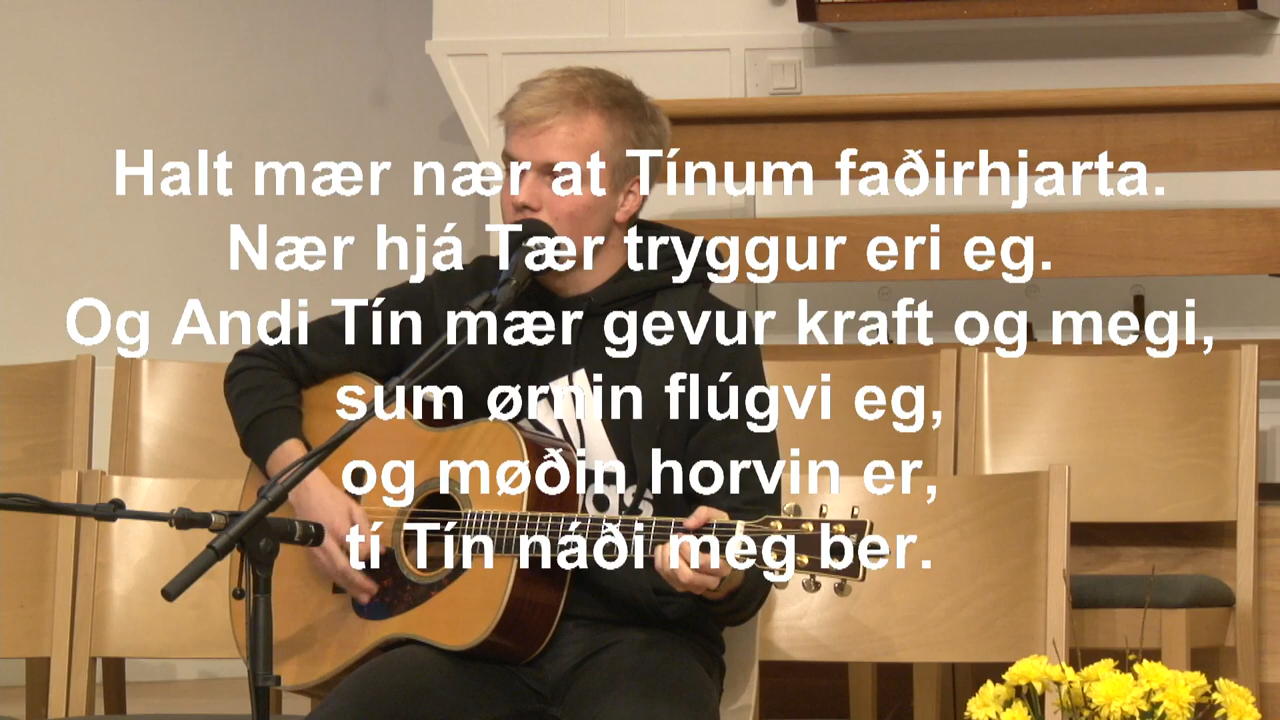 Halt mær nær at Tínum faðirhjarta.
Nær hjá Tær tryggur eri eg.
Og Andi Tín mær gevur kraft og megi,
sum ørnin flúgvi eg,
og møðin horvin er,
tí Tín náði meg ber.